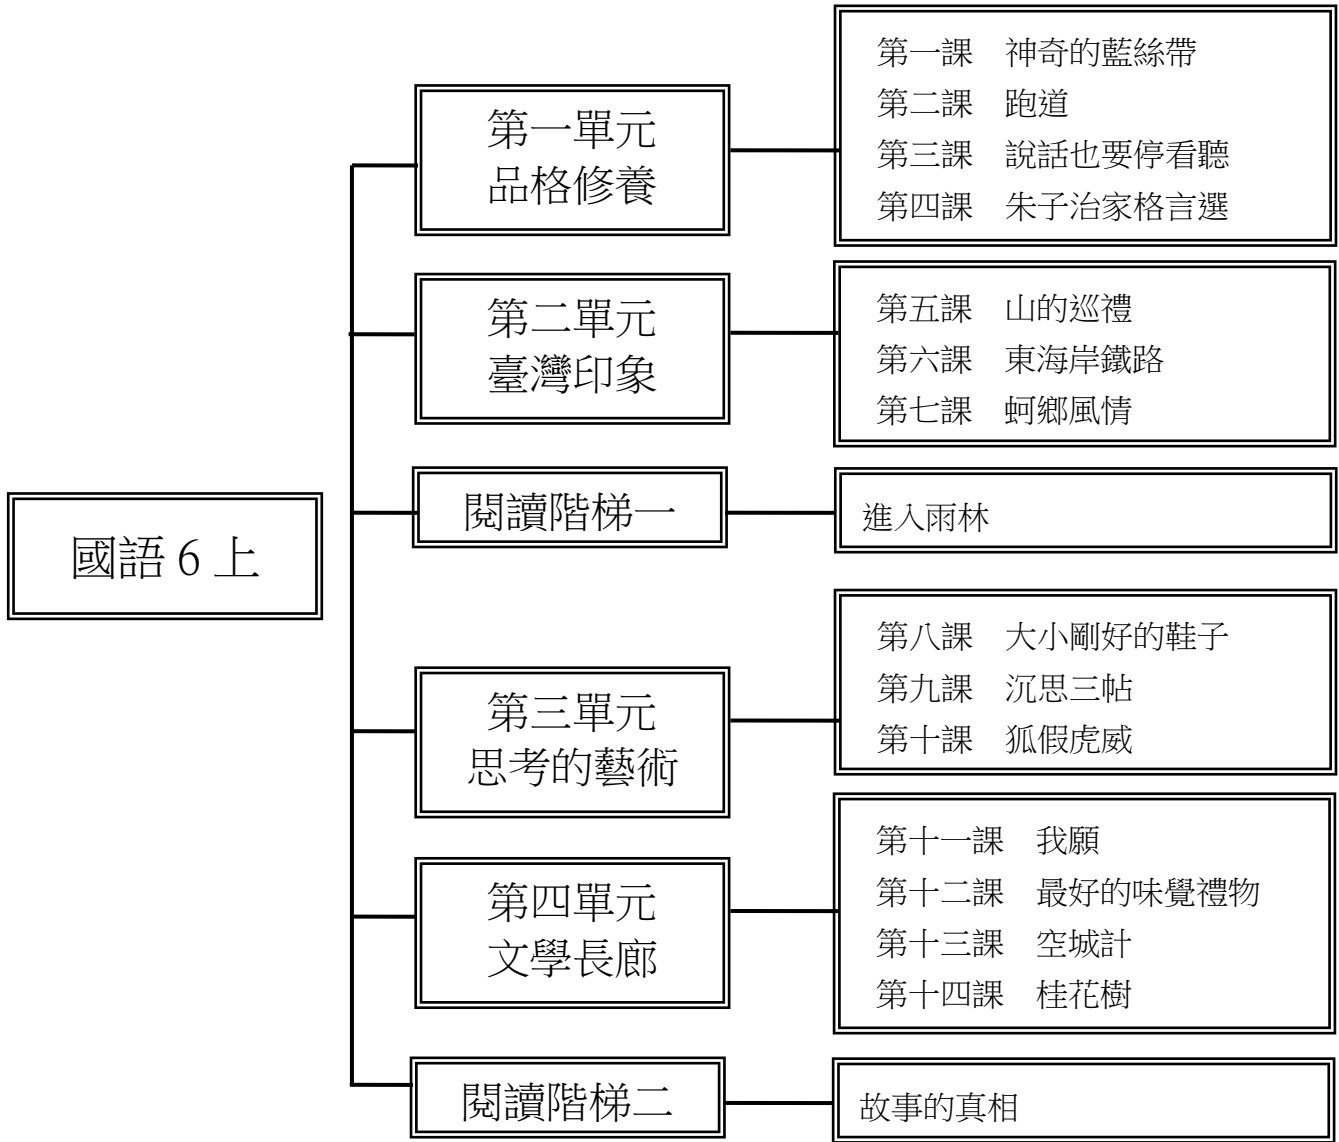 國語6上
第一單元
品格修養
第一課 神奇的藍絲帶
第二課 跑道
第三課 說話也要停看聽
第四課 朱子治家格言選
第二單元
臺灣印象
第五課 山的巡禮
第六課 東海岸鐵路
第七課 蚵鄉風情
閱讀階梯一
進入雨林
第三單元
思考的藝術
第八課 大小剛好的鞋子
第九課 沉思三帖
第十課 狐假虎威
第四單元
文學長廊
第十一課 我願
第十二課 最好的味覺禮物
第十三課 空城計
第十四課 桂花樹
閱讀階梯二
故事的真相